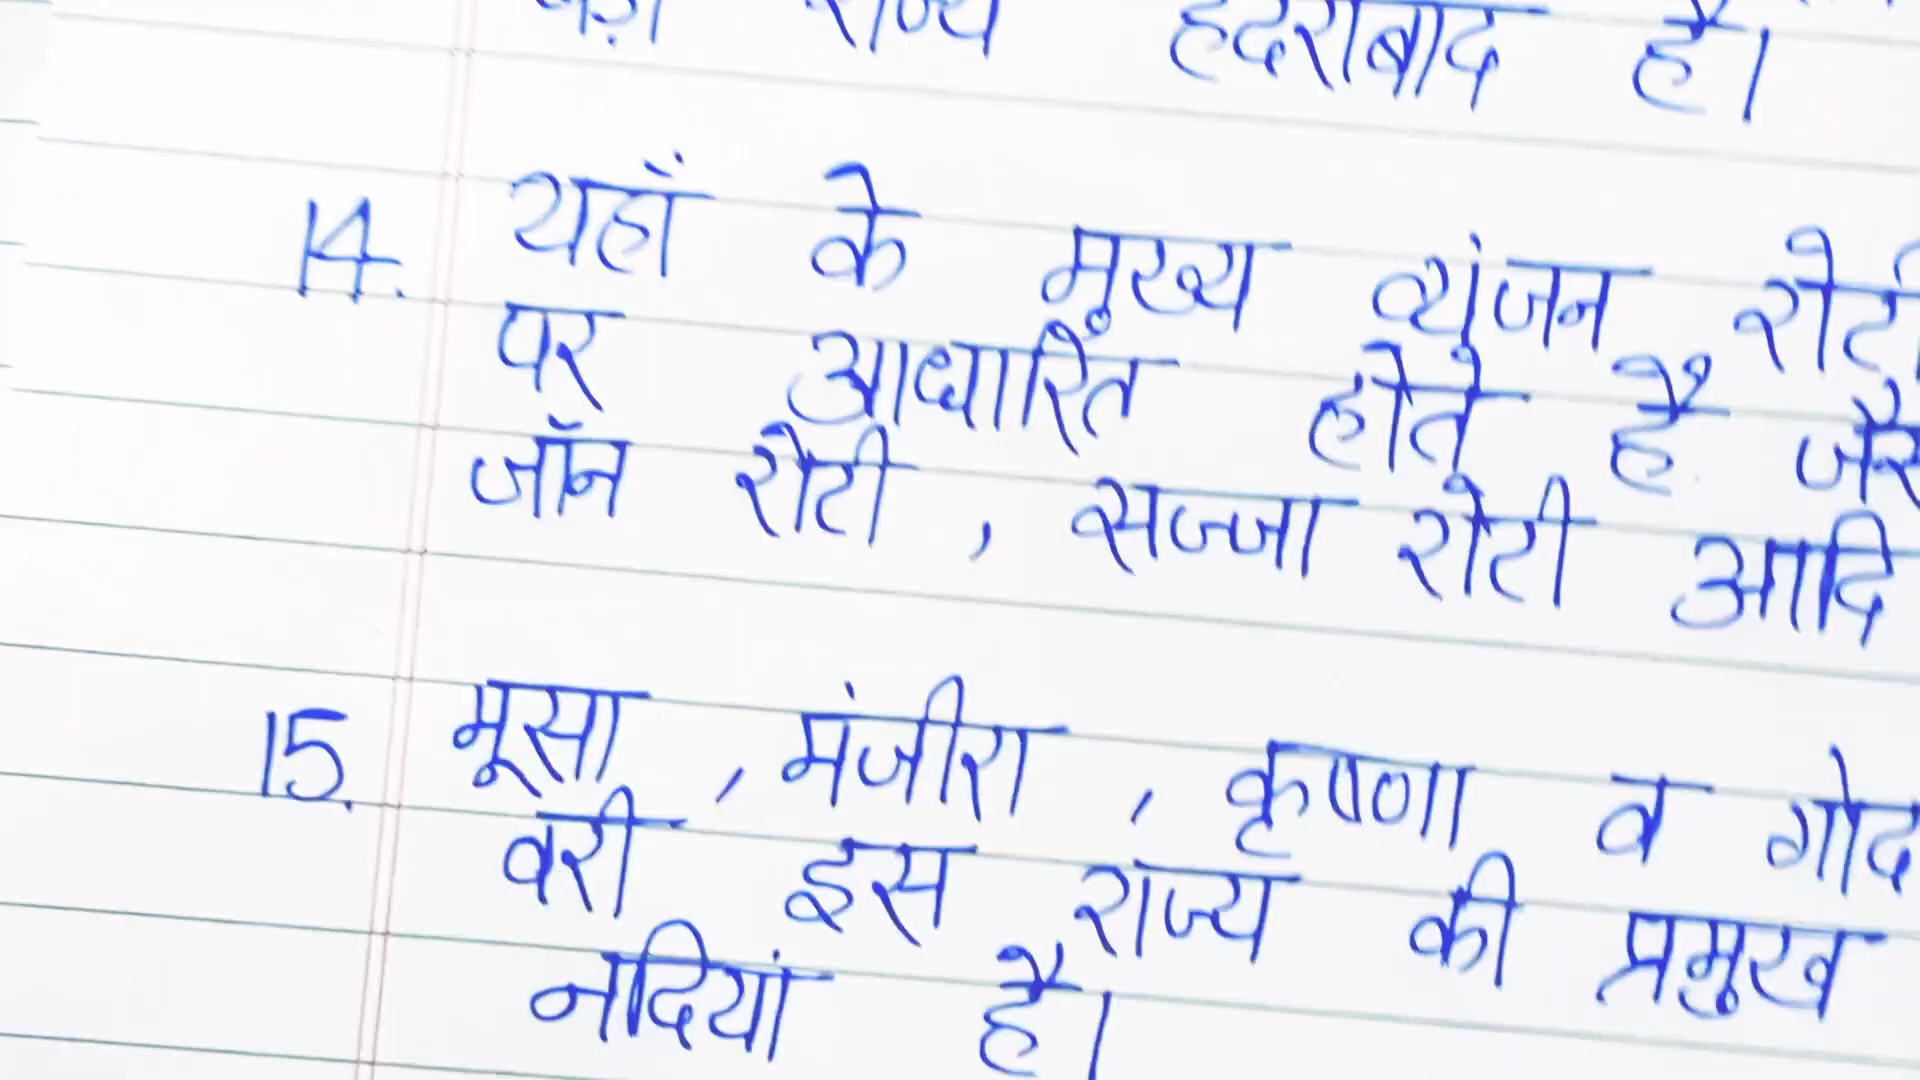 राज्य हैदराबाद है।
14. यहाँ के मुख्य व्यंजन रोटी
पर आधारित होते हैं जैसे
जॉन रोटी , सज्जा रोटी आदि
15. मूसा , मंजीरा , कृष्णा व गोदा
वरी इस राज्य की प्रमुख
नदियां है।